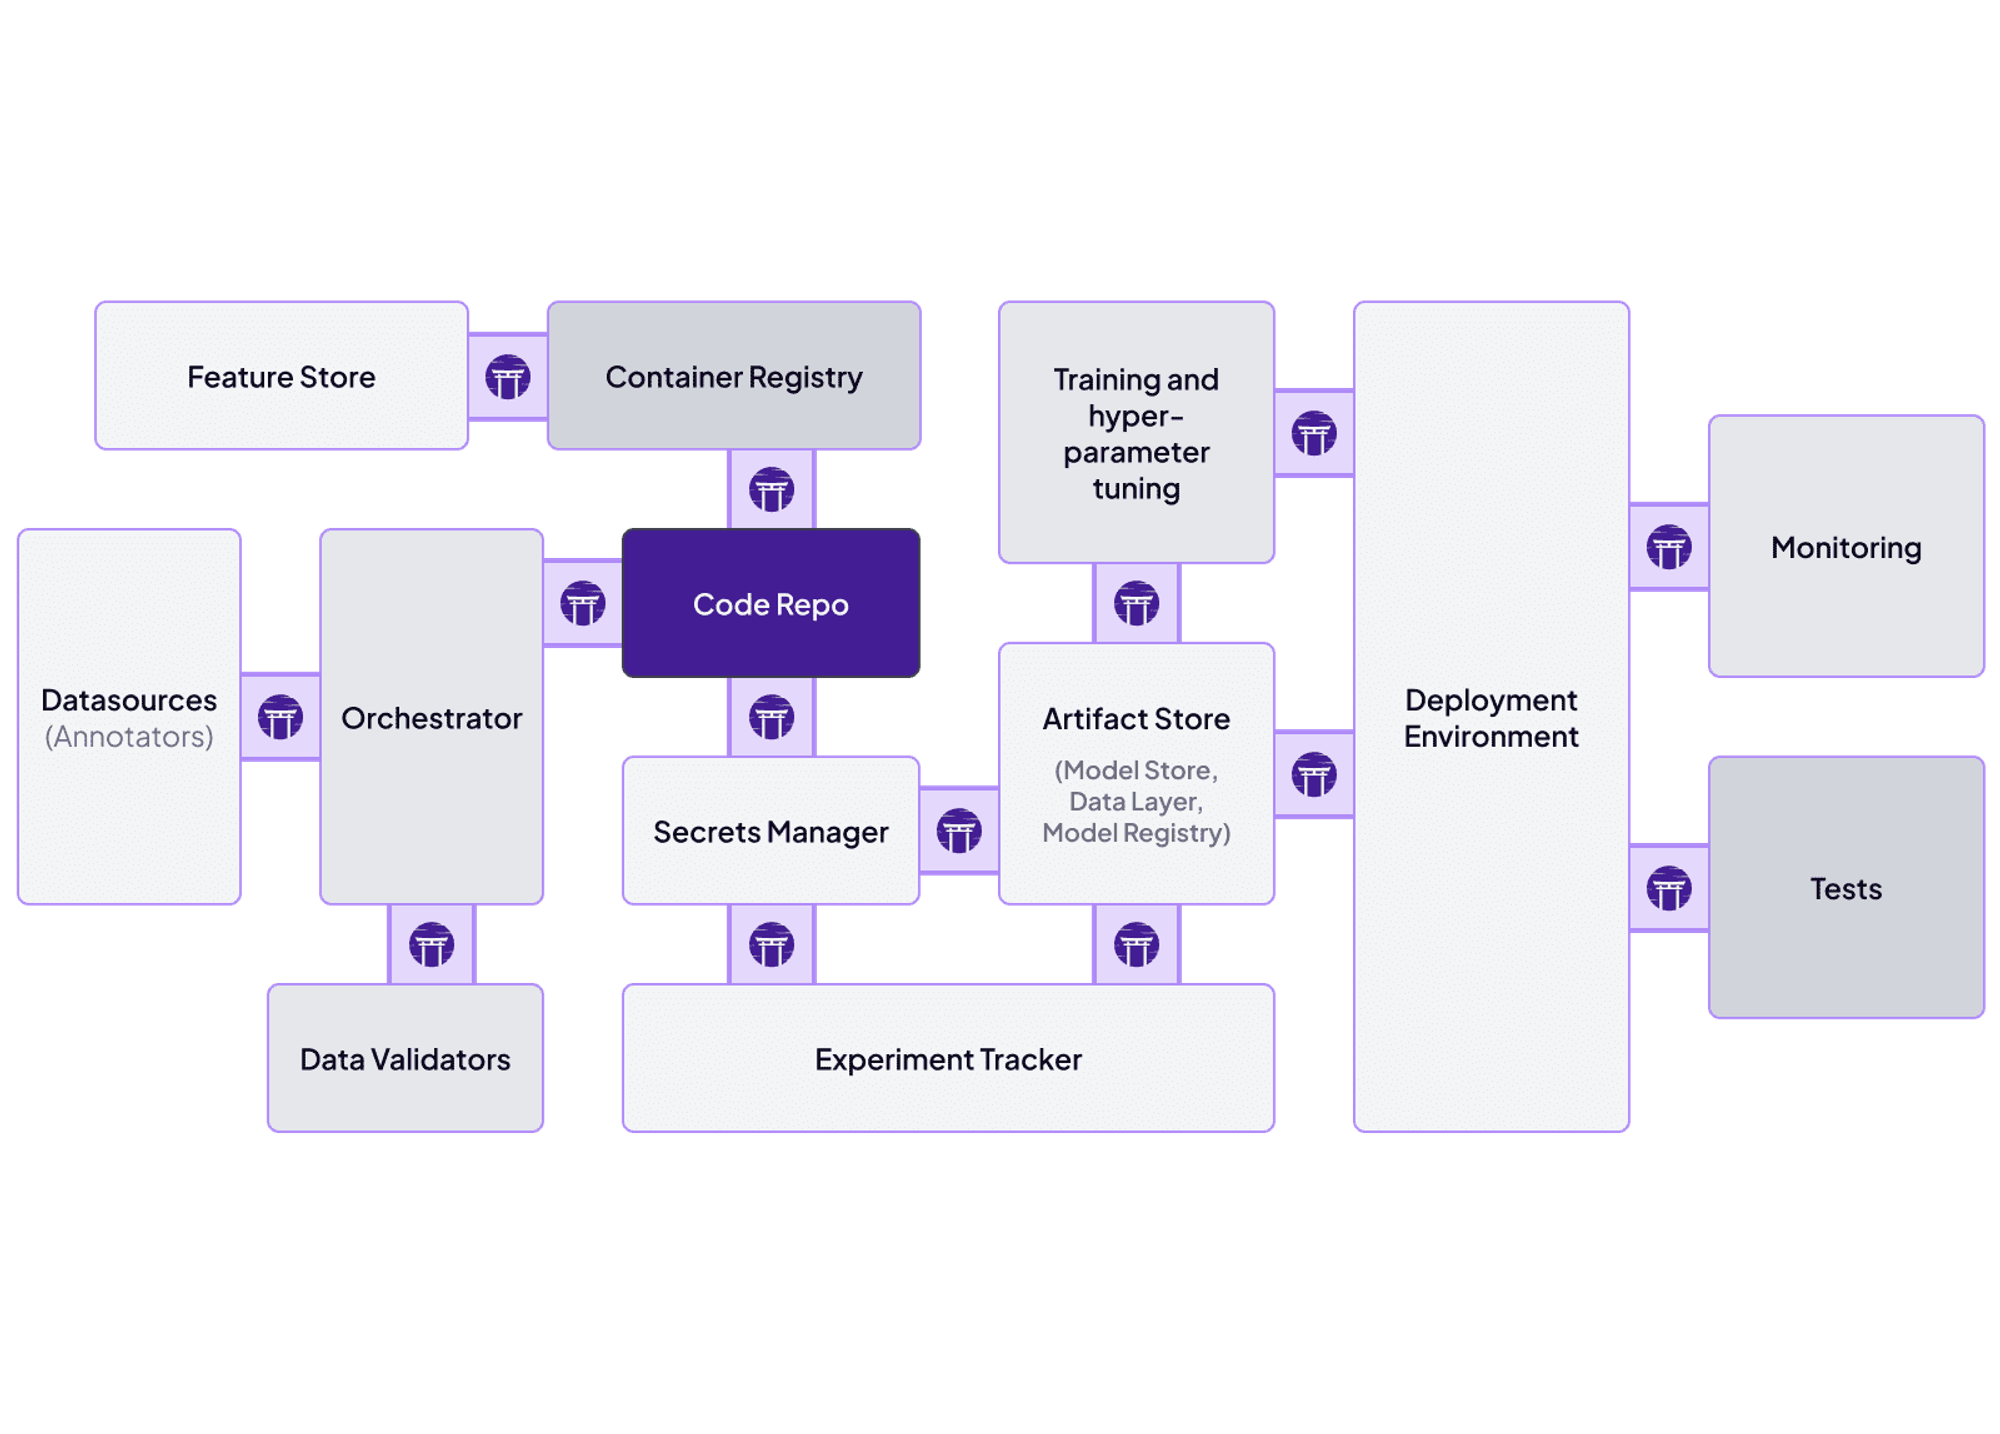 Feature Store
Container Registry
Training and
hyper-
parameter
tuning
Monitoring
Code Repo
Datasources
(Annotators)
Orchestrator
Artifact Store
(Model Store,
Data Layer,
Model Registry)
Deployment
Environment
Secrets Manager
Tests
Data Validators
Experiment Tracker